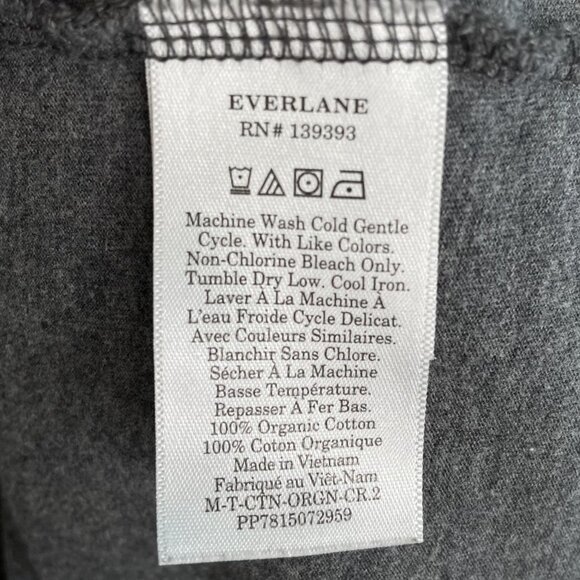 EVERLANE
RN# 139393
Machine Wash Cold Gentle
Cycle. With Like Colors.
Non-Chlorine Bleach Only.
Tumble Dry Low. Cool Iron.
Laver À La Machine À
L'eau Froide Cycle Delicat.
Avec Couleurs Similaires.
Blanchir Sans Chlore.
Sécher À La Machine
Basse Température.
Repasser À Fer Bas.
100% Organic Cotton
100% Coton Organique
Made in Vietnam
Fabriqué au Viêt-Nam
M-T-CTN-ORGN-CR.2
PP7815072959